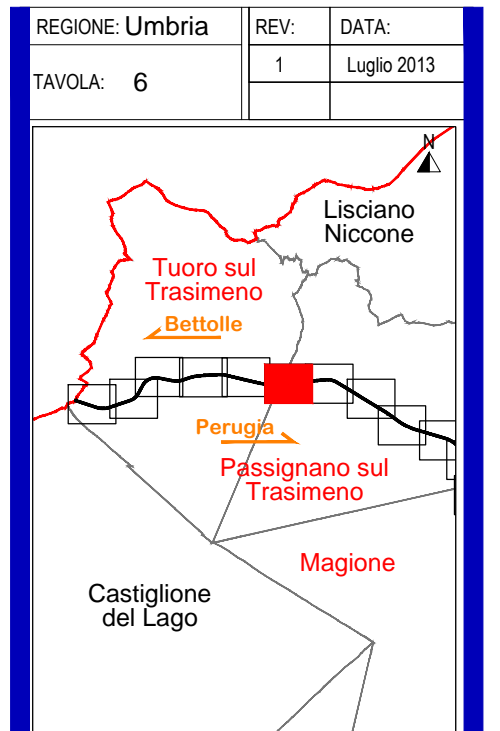 REGIONE: Umbria
REV:
DATA:
TAVOLA: 6
1
Luglio 2013
N
Lisciano
Niccone
Tuoro sul
Trasimeno
Bettolle
Perugia
Passignano sul
Trasimeno
Magione
Castiglione
del Lago